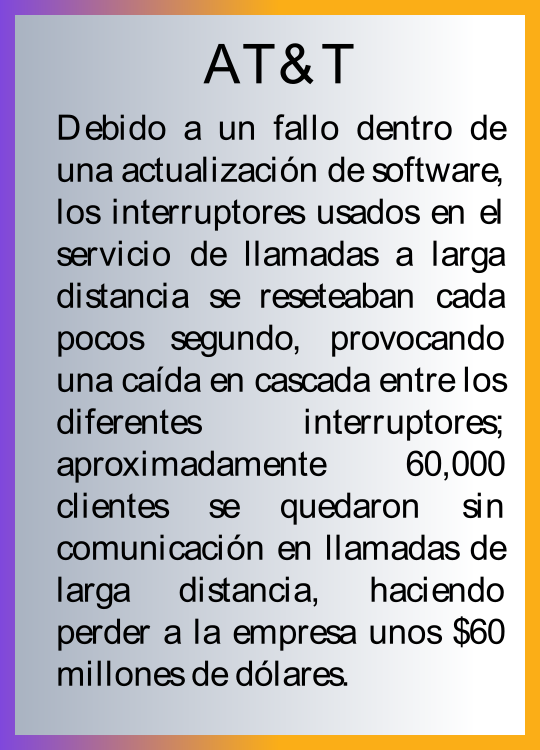 AT&T
Debido a un fallo dentro de
una actualización de software,
los interruptores usados en el
servicio de llamadas a larga
distancia se reseteaban cada
pocos segundo, provocando
una caída en cascada entre los
diferentes interruptores;
aproximadamente 60,000
clientes se quedaron sin
comunicación en llamadas de
larga distancia, haciendo
perder a la empresa unos $60
millones de dólares.